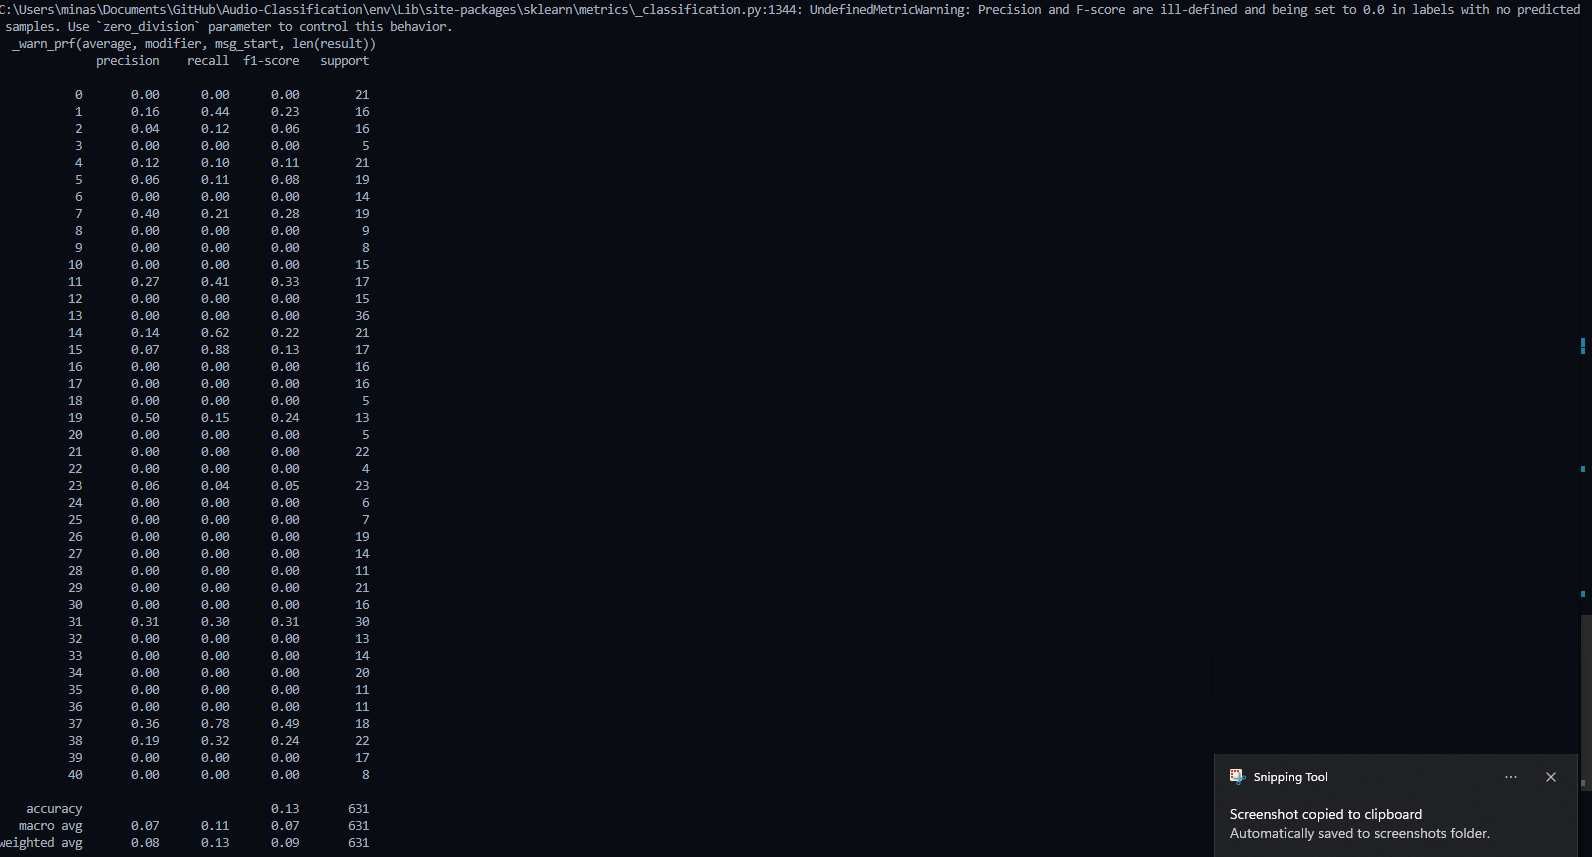 C:\Users\minas\Documents\GitHub\Audio-Classification\env\Lib\site-packages\sklearn\metrics\_classification.py:1344: UndefinedMetricWarning: Precision and F-score are ill-defined and being set to 0.0 in labels with no predicted
samples. Use `zero_division` parameter to control this behavior.
_warn_prf(average, modifier, msg_start, len(result))
precision recall f1-score support
0 0.00 0.00 0.00 21
1 0.16 0.44 0.23 16
2 0.04 0.12 0.06 16
3 0.00 0.00 0.00 5
4 0.12 0.10 0.11 21
5 0.06 0.11 0.08 19
6 0.00 0.00 0.00 14
7 0.40 0.21 0.28 19
8 0.00 0.00 0.00 9
9 0.00 0.00 0.00 8
10 0.00 0.00 0.00 15
11 0.27 0.41 0.33 17
12 0.00 0.00 0.00 15
13 0.00 0.00 0.00 36
14 0.14 0.62 0.22 21
15 0.07 0.88 0.13 17
16 0.00 0.00 0.00 16
17 0.00 0.00 0.00 16
18 0.00 0.00 0.00 5
19 0.50 0.15 0.24 13
20 0.00 0.00 0.00 5
21 0.00 0.00 0.00 22
22 0.00 0.00 0.00 4
23 0.06 0.04 0.05 23
24 0.00 0.00 0.00 6
25 0.00 0.00 0.00 7
26 0.00 0.00 0.00 19
27 0.00 0.00 0.00 14
28 0.00 0.00 0.00 11
29 0.00 0.00 0.00 21
30 0.00 0.00 0.00 16
31 0.31 0.30 0.31 30
32 0.00 0.00 0.00 13
33 0.00 0.00 0.00 14
34 0.00 0.00 0.00 20
35 0.00 0.00 0.00 11
36 0.00 0.00 0.00 11
37 0.36 0.78 0.49 18
38 0.19 0.32 0.24 22
39 0.00 0.00 0.00 17
40 0.00 0.00 0.00 8
accuracy 0.13 631
macro avg 0.07 0.11 0.07 631
weighted avg 0.08 0.13 0.09 631
Snipping Tool
Screenshot copied to clipboard
Automatically saved to screenshots folder.